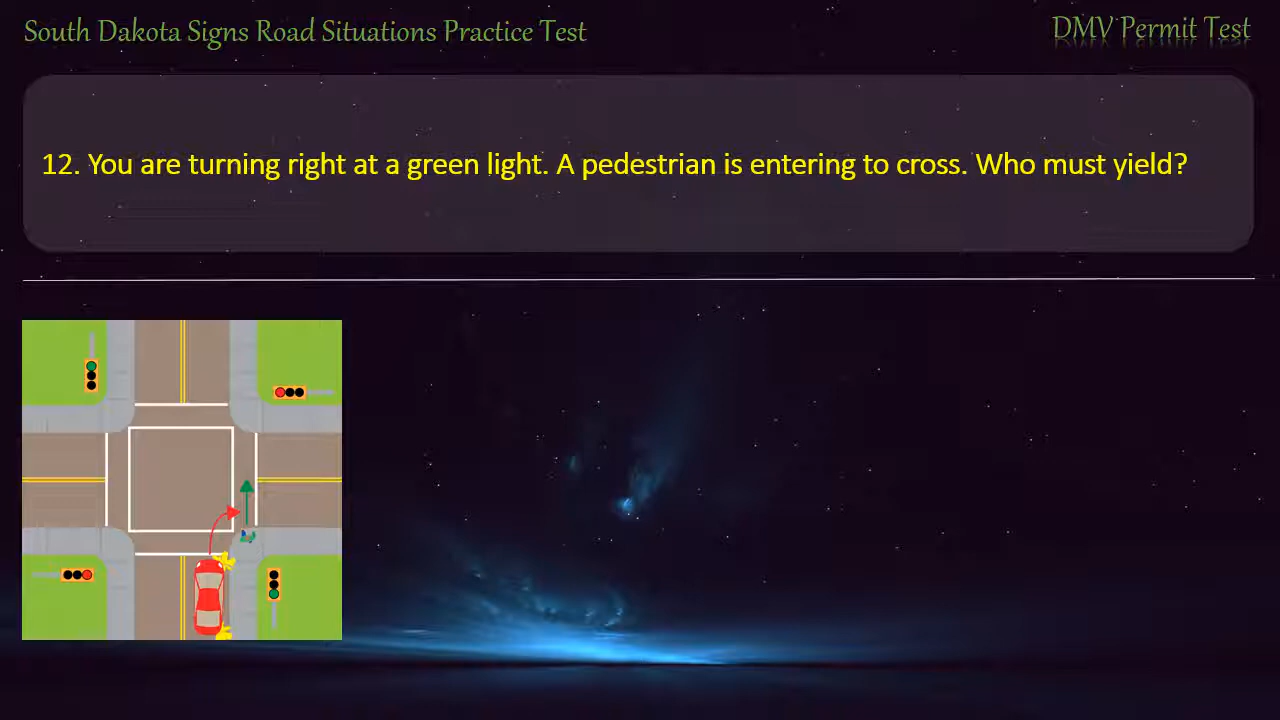 South Dakota Signs Road Situations Practice Test
DMV Permit Test
12. You are turning right at a green light. A pedestrian is entering to cross. Who must yield?